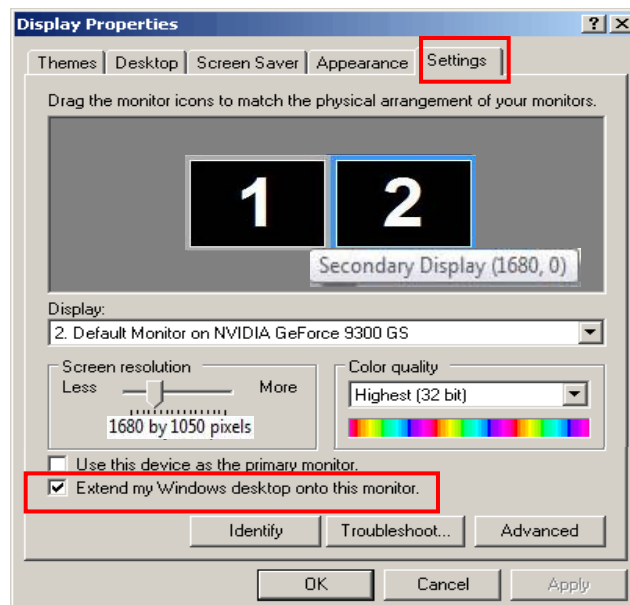 Display Properties
Themes Desktop Screen Saver Appearance Settings
Drag the monitor icons to match the physical arrangement of your monitors.
1 2
Secondary Display (1680, 0)
Display:
2. Default Monitor on NVIDIA GeForce 9300 GS
Screen resolution
Less More
1680 by 1050 pixels
Color quality
Highest (32 bit)
Use this device as the primary monitor.
Extend my Windows desktop onto this monitor.
Identify Troubleshoot... Advanced
OK Cancel Apply